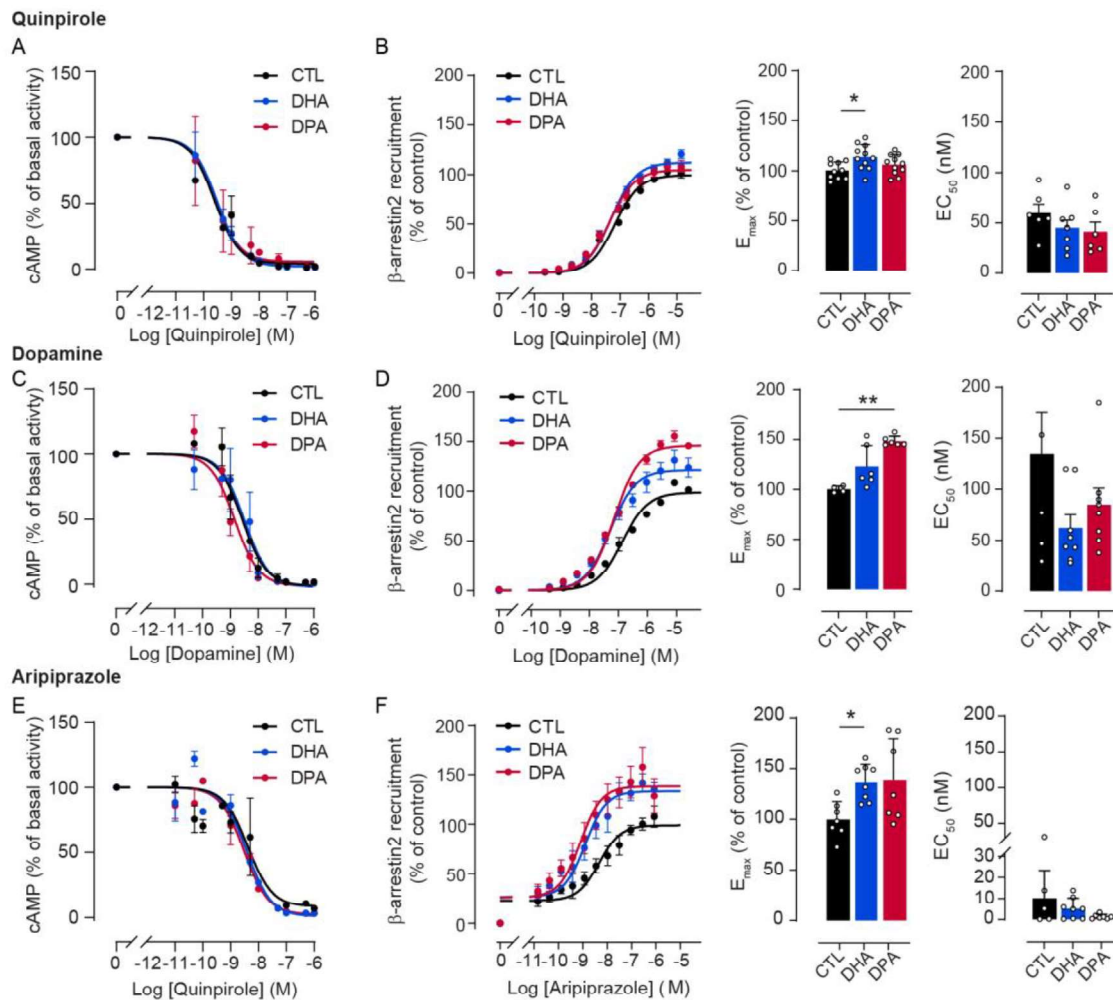 Quinpirole
A
cAMP (% of basal activity)
150
100
50
0
CTL
DHA
DPA
0 -12 -11 -10 -9 -8 -7 -6
Log [Quinpirole] (M)
B
β-arrestin2 recruitment
(% of control)
200
150
100
50
0
CTL
DHA
DPA
0 -10 -9 -8 -7 -6 -5 -4
Log [Quinpirole] (M)
Emax (% of control)
200
150
100
50
0
*
CTL DHA DPA
EC50 (nM)
200
150
100
50
0
CTL DHA DPA
Dopamine
C
cAMP (% of basal activity)
150
100
50
0
CTL
DHA
DPA
0 -12 -11 -10 -9 -8 -7 -6
Log [Dopamine] (M)
D
β-arrestin2 recruitment
(% of control)
200
150
100
50
0
CTL
DHA
DPA
0 -10 -9 -8 -7 -6 -5
Log [Dopamine] (M)
Emax (% of control)
200
150
100
50
0
**
CTL DHA DPA
EC50 (nM)
200
150
100
50
0
CTL DHA DPA
Aripiprazole
E
cAMP (% of basal activity)
150
100
50
0
CTL
DHA
DPA
0 -12 -11 -10 -9 -8 -7 -6
Log [Quinpirole] (M)
F
β-arrestin2 recruitment
(% of control)
200
150
100
50
0
CTL
DHA
DPA
0 -11 -10 -9 -8 -7 -6 -5
Log [Aripiprazole] (M)
Emax (% of control)
200
150
100
50
0
*
CTL DHA DPA
EC50 (nM)
200
150
100
50
30
20
10
0
CTL DHA DPA